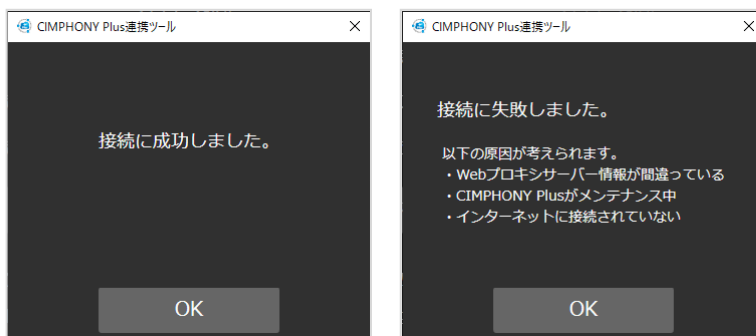 CIMPHONY Plus連携ツール
接続に成功しました。
OK
CIMPHONY Plus連携ツール
接続に失敗しました。
以下の原因が考えられます。
・Webプロキシサーバー情報が間違っている
・CIMPHONY Plusがメンテナンス中
・インターネットに接続されていない
OK